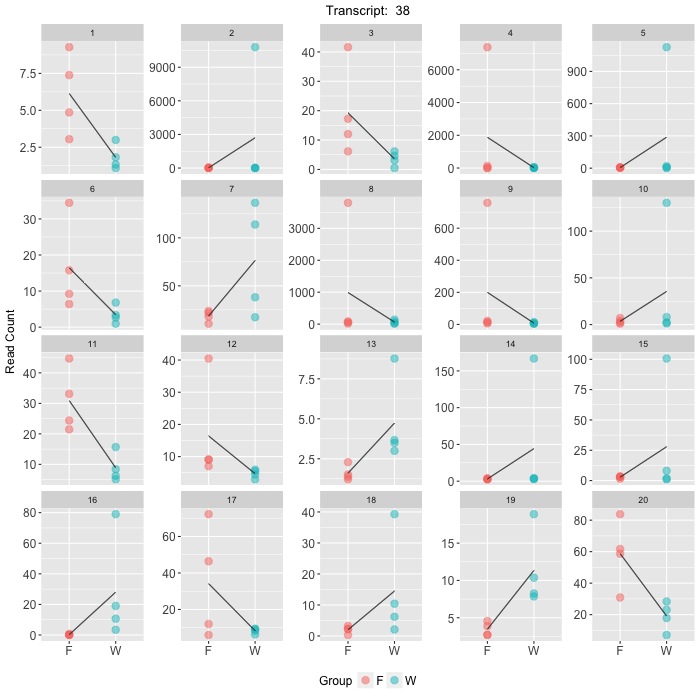 Transcript: 38
1 2 3 4 5
7.5 5.0 2.5
9000 6000 3000 0
40 30 20 10 0
6000 4000 2000 0
900 600 300 0
6 7 8 9 10
30 20 10 0
100 50
3000 2000 1000 0
600 400 200 0
100 50 0
Read Count
11 12 13 14 15
40 30 20 10
40 30 20 10
7.5 5.0 2.5
150 100 50 0
100 75 50 25 0
16 17 18 19 20
80 60 40 20 0
60 40 20
40 30 20 10 0
15 10 5
80 60 40 20
F W F W F W F W F W
Group F W